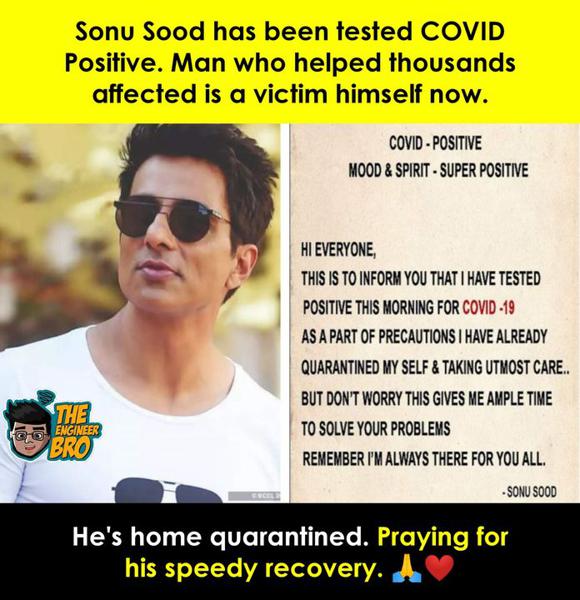 Sonu Sood has been tested COVID
Positive. Man who helped thousands
affected is a victim himself now.
COVID - POSITIVE
MOOD & SPIRIT - SUPER POSITIVE
HI EVERYONE,
THIS IS TO INFORM YOU THAT I HAVE TESTED
POSITIVE THIS MORNING FOR COVID -19
AS A PART OF PRECAUTIONS I HAVE ALREADY
QUARANTINED MY SELF & TAKING UTMOST CARE..
BUT DON'T WORRY THIS GIVES ME AMPLE TIME
TO SOLVE YOUR PROBLEMS
REMEMBER I'M ALWAYS THERE FOR YOU ALL.
- SONU SOOD
THE
ENGINEER
BRO
He's home quarantined. Praying for
his speedy recovery. 🙏❤️